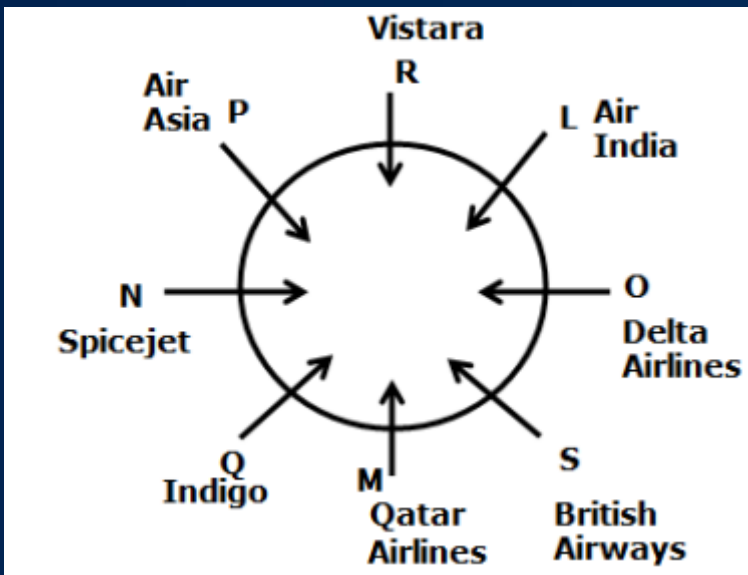 Vistara
R
Air
Asia P
L Air
India
N
Spicejet
O
Delta
Airlines
Q
Indigo
M
Qatar
Airlines
S
British
Airways